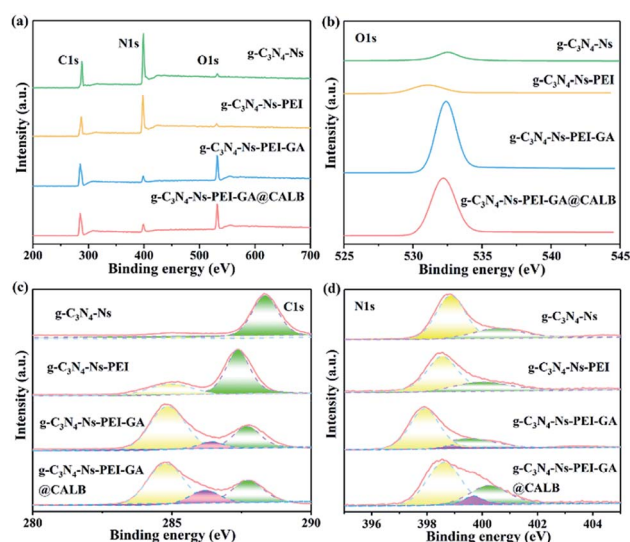 (a)
C1s
N1s
O1s
g-C₃N₄-Ns
g-C₃N₄-Ns-PEI
g-C₃N₄-Ns-PEI-GA
g-C₃N₄-Ns-PEI-GA@CALB
Intensity (a.u.)
200 300 400 500 600 700
Binding energy (eV)
(b)
O1s
g-C₃N₄-Ns
g-C₃N₄-Ns-PEI
g-C₃N₄-Ns-PEI-GA
g-C₃N₄-Ns-PEI-GA@CALB
Intensity (a.u.)
525 530 535 540 545
Binding energy (eV)
(c)
C1s
g-C₃N₄-Ns
g-C₃N₄-Ns-PEI
g-C₃N₄-Ns-PEI-GA
g-C₃N₄-Ns-PEI-GA
@CALB
Intensity (a.u.)
280 285 290
Binding energy (eV)
(d)
N1s
g-C₃N₄-Ns
g-C₃N₄-Ns-PEI
g-C₃N₄-Ns-PEI-GA
g-C₃N₄-Ns-PEI-GA
@CALB
Intensity (a.u.)
396 398 400 402 404
Binding energy (eV)